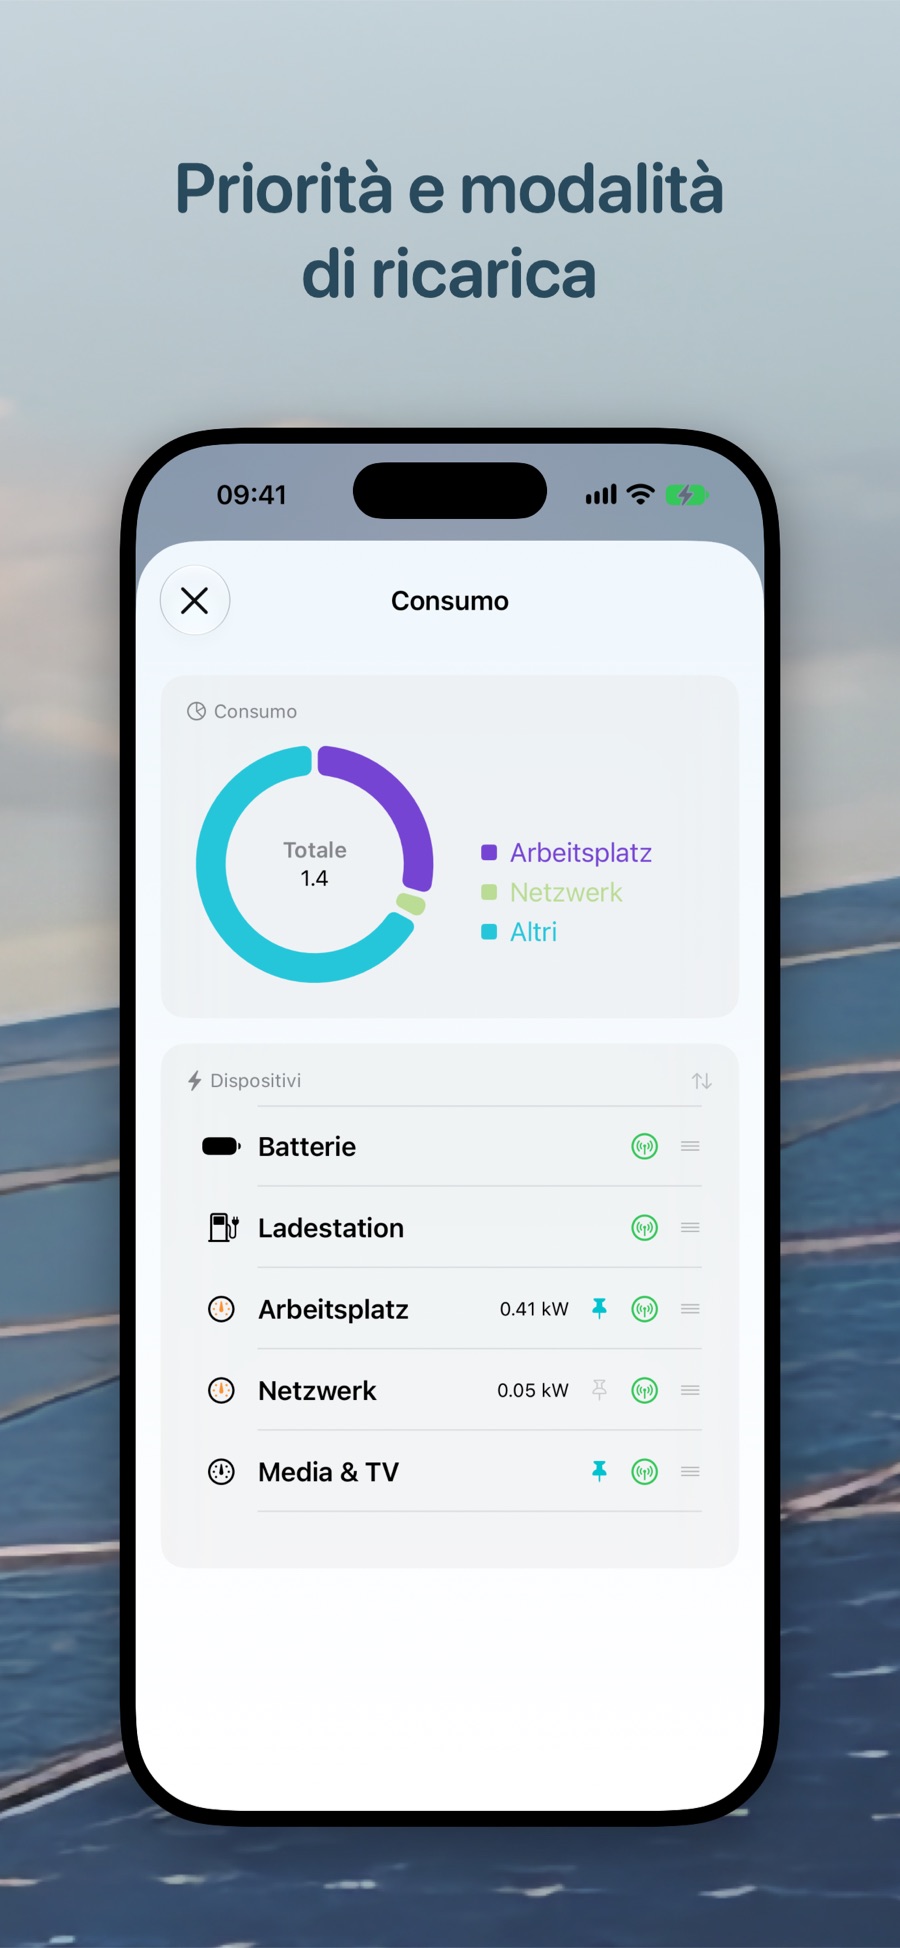 Priorità e modalità
di ricarica
09:41
Consumo
Consumo
Totale
1.4
Arbeitsplatz
Netzwerk
Altri
Dispositivi
Batterie
Ladestation
Arbeitsplatz 0.41 kW
Netzwerk 0.05 kW
Media & TV